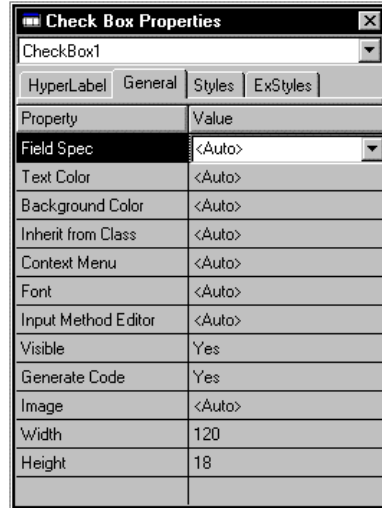 Check Box Properties
CheckBox1
HyperLabel General Styles ExStyles
Property Value
Field Spec <Auto>
Text Color <Auto>
Background Color <Auto>
Inherit from Class <Auto>
Context Menu <Auto>
Font <Auto>
Input Method Editor <Auto>
Visible Yes
Generate Code Yes
Image <Auto>
Width 120
Height 18